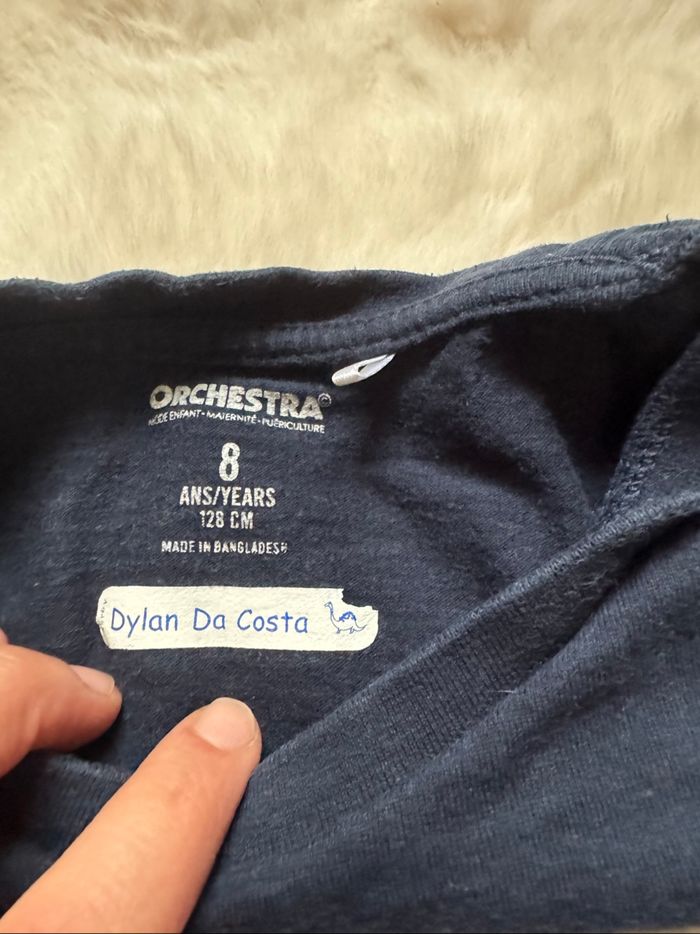 ORCHESTRA
MODE ENFANT - MATERNITÉ - PUÉRICULTURE
8
ANS/YEARS
128 CM
MADE IN BANGLADESH
Dylan Da Costa